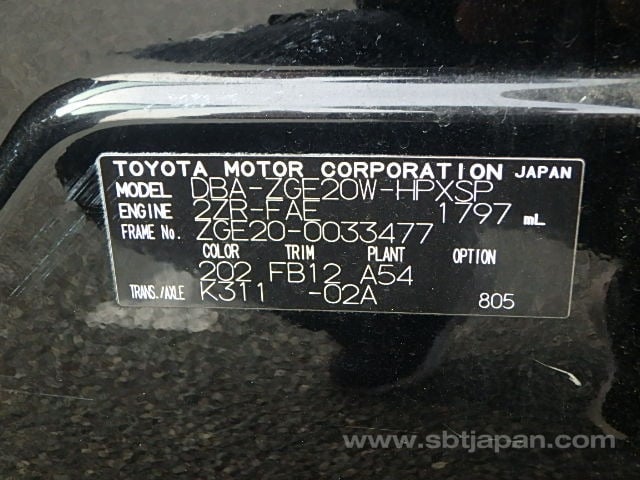 TOYOTA MOTOR CORPORATION JAPAN
MODEL DBA-ZGE20W-HPXSP
ENGINE 2ZR-FAE 1797 mL
FRAME No. ZGE20-0033477
COLOR TRIM PLANT OPTION
202 FB12 A54
TRANS./AXLE K311 -02A 805
www.sbtjapan.com